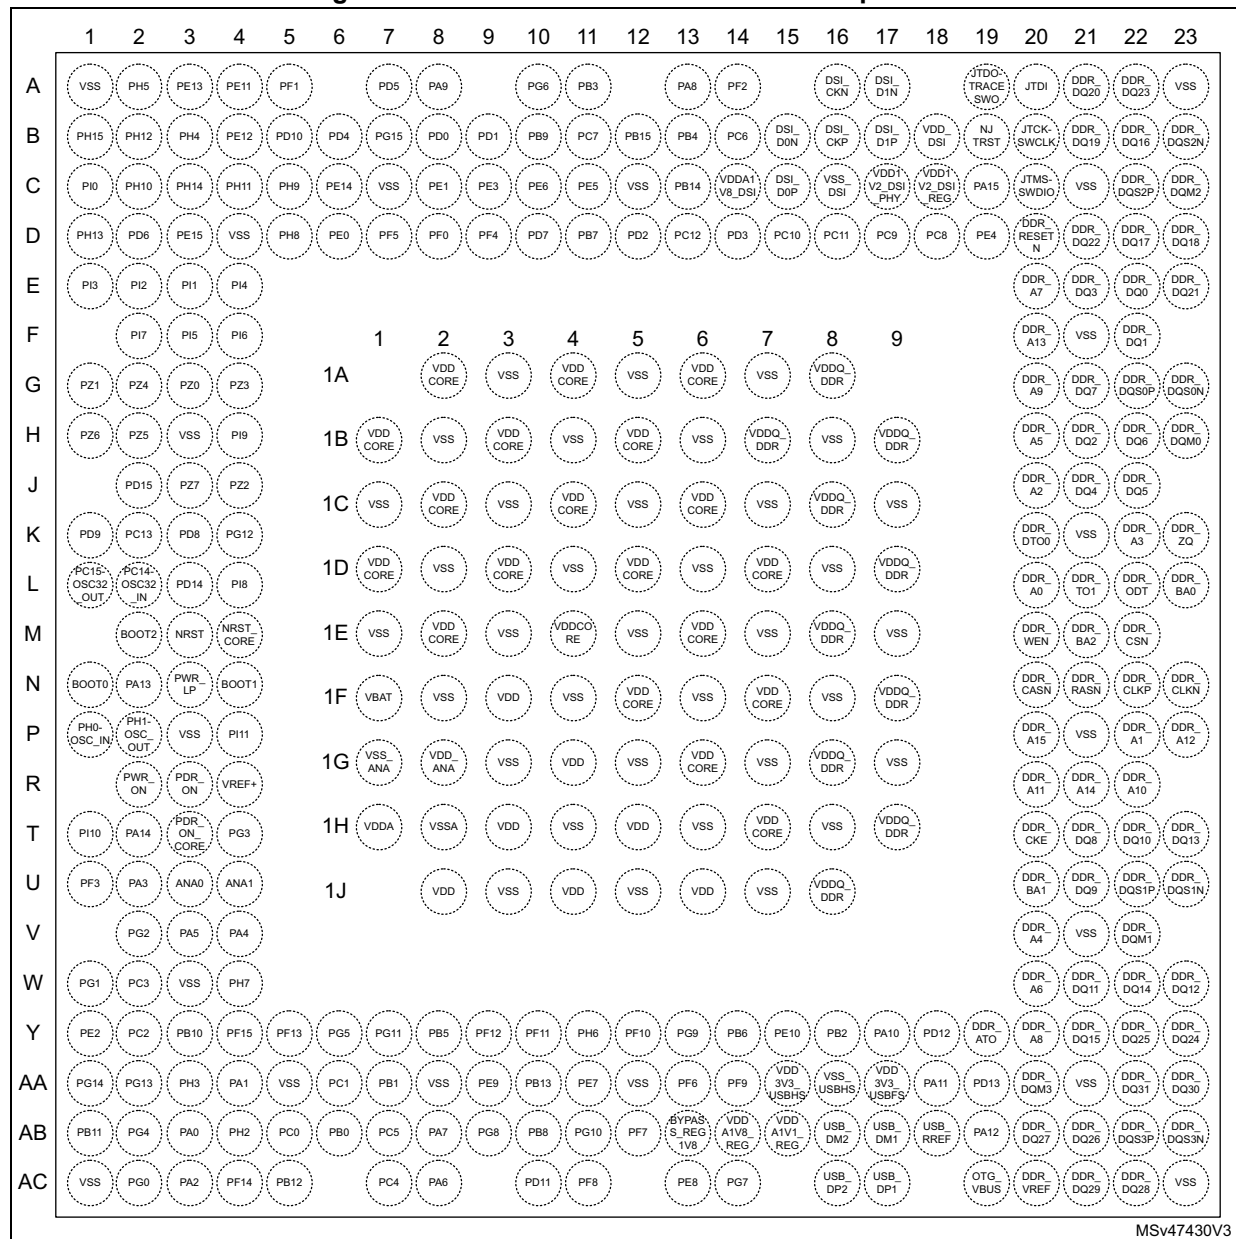 1 2 3 4 5 6 7 8 9 10 11 12 13 14 15 16 17 18 19 20 21 22 23
A VSS PH5 PE13 PE11 PF1 PD5 PA9 PG6 PB3 PA8 PF2 DSI_CKN DSI_D1N JTDO-TRACESWO JTDI DDR_DQ20 DDR_DQ23 VSS
B PH15 PH12 PH4 PE12 PD10 PD4 PG15 PD0 PD1 PB9 PC7 PB15 PB4 PC6 DSI_D0N DSI_CKP DSI_D1P VDD_DSI NJTRST JTCK-SWCLK DDR_DQ19 DDR_DQ16 DDR_DQS2N
C PI0 PH10 PH14 PH11 PH9 PE14 VSS PE1 PE3 PE6 PE5 VSS PB14 VDDA1V8_DSI DSI_D0P VSS_DSI VDD1V2_DSI_PHY VDD1V2_DSI_REG PA15 JTMS-SWDIO VSS DDR_DQS2P DDR_DQM2
D PH13 PD6 PE15 VSS PH8 PE0 PF5 PF0 PF4 PD7 PB7 PD2 PC12 PD3 PC10 PC11 PC9 PC8 PE4 DDR_RESETN DDR_DQ22 DDR_DQ17 DDR_DQ18
E PI3 PI2 PI1 PI4 DDR_A7 DDR_DQ3 DDR_DQ0 DDR_DQ21
F PI7 PI5 PI6 DDR_A13 VSS DDR_DQ1
G PZ1 PZ4 PZ0 PZ3 DDR_A9 DDR_DQ7 DDR_DQS0P DDR_DQS0N
H PZ6 PZ5 VSS PI9 DDR_A5 DDR_DQ2 DDR_DQ6 DDR_DQM0
J PD15 PZ7 PZ2 DDR_A2 DDR_DQ4 DDR_DQ5
K PD9 PC13 PD8 PG12 DDR_DTO0 VSS DDR_A3 DDR_ZQ
L PC15-OSC32_OUT PC14-OSC32_IN PD14 PI8 DDR_A0 DDR_TO1 DDR_ODT DDR_BA0
M BOOT2 NRST NRST_CORE DDR_WEN DDR_BA2 DDR_CSN
N BOOT0 PA13 PWR_LP BOOT1 DDR_CASN DDR_RASN DDR_CLKP DDR_CLKN
P PH0-OSC_IN PH1-OSC_OUT VSS PI11 DDR_A15 VSS DDR_A1 DDR_A12
R PWR_ON PDR_ON VREF+ DDR_A11 DDR_A14 DDR_A10
T PI10 PA14 PDR_ON_CORE PG3 DDR_CKE DDR_DQ8 DDR_DQ10 DDR_DQ13
U PF3 PA3 ANA0 ANA1 DDR_BA1 DDR_DQ9 DDR_DQS1P DDR_DQS1N
V PG2 PA5 PA4 DDR_A4 VSS DDR_DQM1
W PG1 PC3 VSS PH7 DDR_A6 DDR_DQ11 DDR_DQ14 DDR_DQ12
1 2 3 4 5 6 7 8 9
1A VDDCORE VSS VDDCORE VSS VDDCORE VSS VDDQ_DDR
1B VDDCORE VSS VDDCORE VSS VDDCORE VSS VDDQ_DDR VSS VDDQ_DDR
1C VSS VDDCORE VSS VDDCORE VSS VDDCORE VSS VDDQ_DDR VSS
1D VDDCORE VSS VDDCORE VSS VDDCORE VSS VDDCORE VSS VDDQ_DDR
1E VSS VDDCORE VSS VDDCORE VSS VDDCORE VSS VDDQ_DDR VSS
1F VBAT VSS VDD VSS VDDCORE VSS VDDCORE VSS VDDQ_DDR
1G VSS_ANA VDD_ANA VSS VDD VSS VDDCORE VSS VDDQ_DDR VSS
1H VDDA VSSA VDD VSS VDD VSS VDDCORE VSS VDDQ_DDR
1J VDD VSS VDD VSS VDD VSS VDDQ_DDR
Y PE2 PC2 PB10 PF15 PF13 PG5 PG11 PB5 PF12 PF11 PH6 PF10 PG9 PB6 PE10 PB2 PA10 PD12 DDR_ATO DDR_A8 DDR_DQ15 DDR_DQ25 DDR_DQ24
AA PG14 PG13 PH3 PA1 VSS PC1 PB1 VSS PE9 PB13 PE7 VSS PF6 PF9 VDD3V3_USBHS VSS_USBHS VDD3V3_USBFS PA11 PD13 DDR_DQM3 VSS DDR_DQ31 DDR_DQ30
AB PB11 PG4 PA0 PH2 PC0 PB0 PC5 PA7 PG8 PB8 PG10 PF7 BYPASS_REG1V8 VDDA1V8_REG VDDA1V1_REG USB_DM2 USB_DM1 USB_RREF PA12 DDR_DQ27 DDR_DQ26 DDR_DQS3P DDR_DQS3N
AC VSS PG0 PA2 PF14 PB12 PC4 PA6 PD11 PF8 PE8 PG7 USB_DP2 USB_DP1 OTG_VBUS DDR_VREF DDR_DQ29 DDR_DQ28 VSS
MSv47430V3